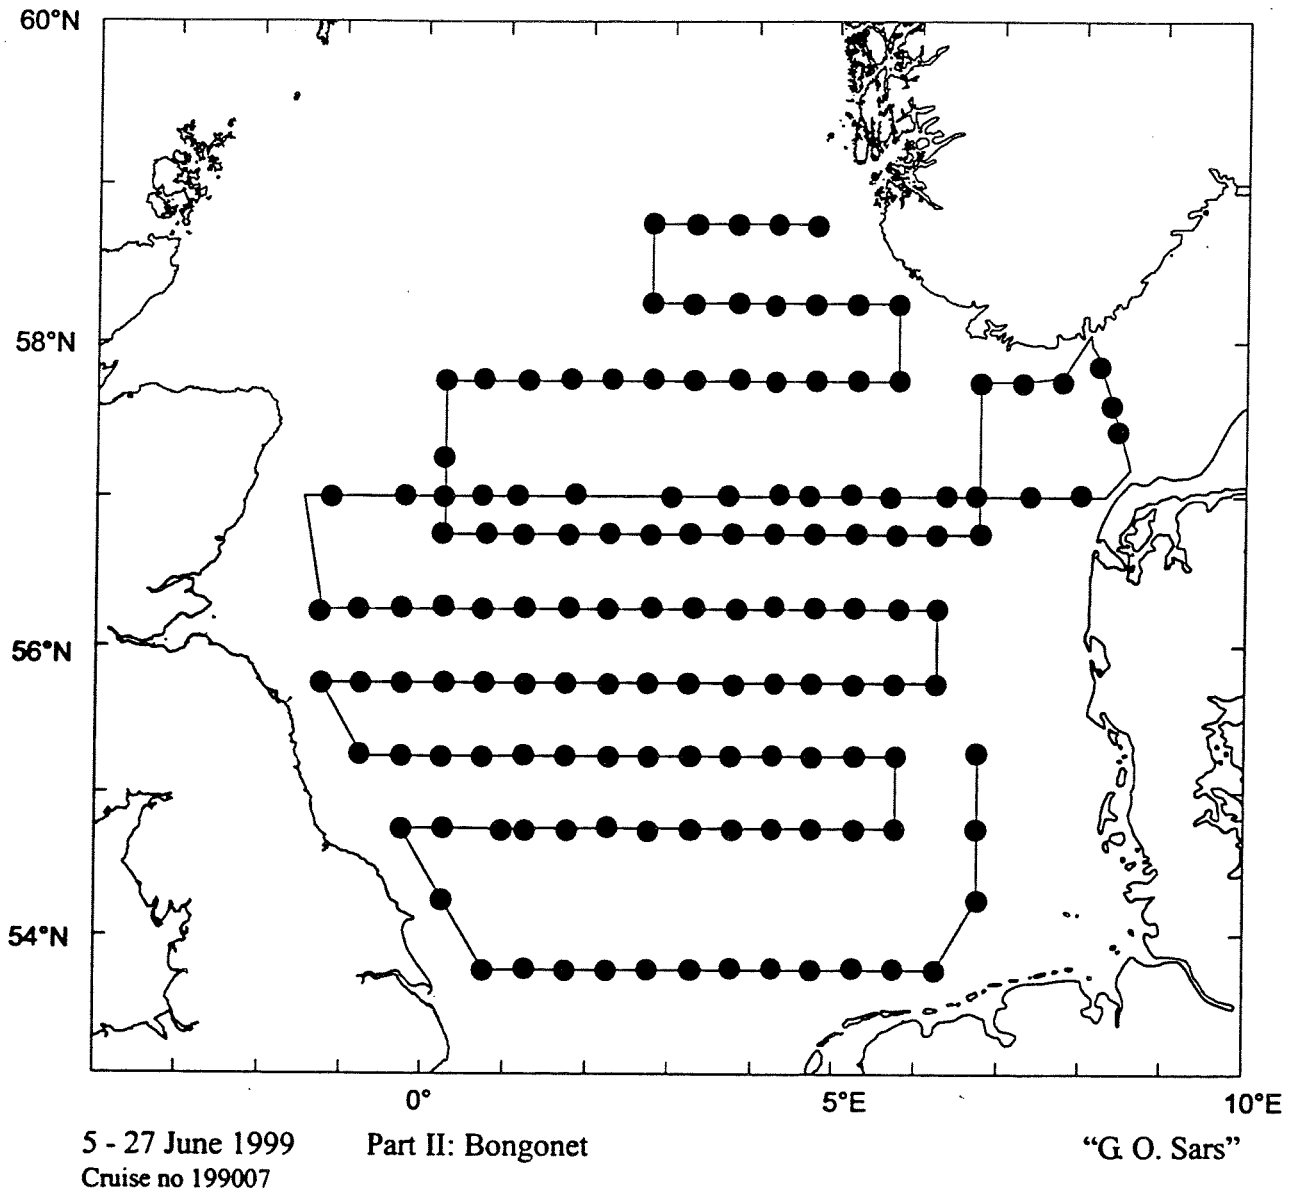 60°N
58°N
56°N
54°N
0° 5°E 10°E
5 - 27 June 1999 Part II: Bongonet “G. O. Sars”
Cruise no 199007